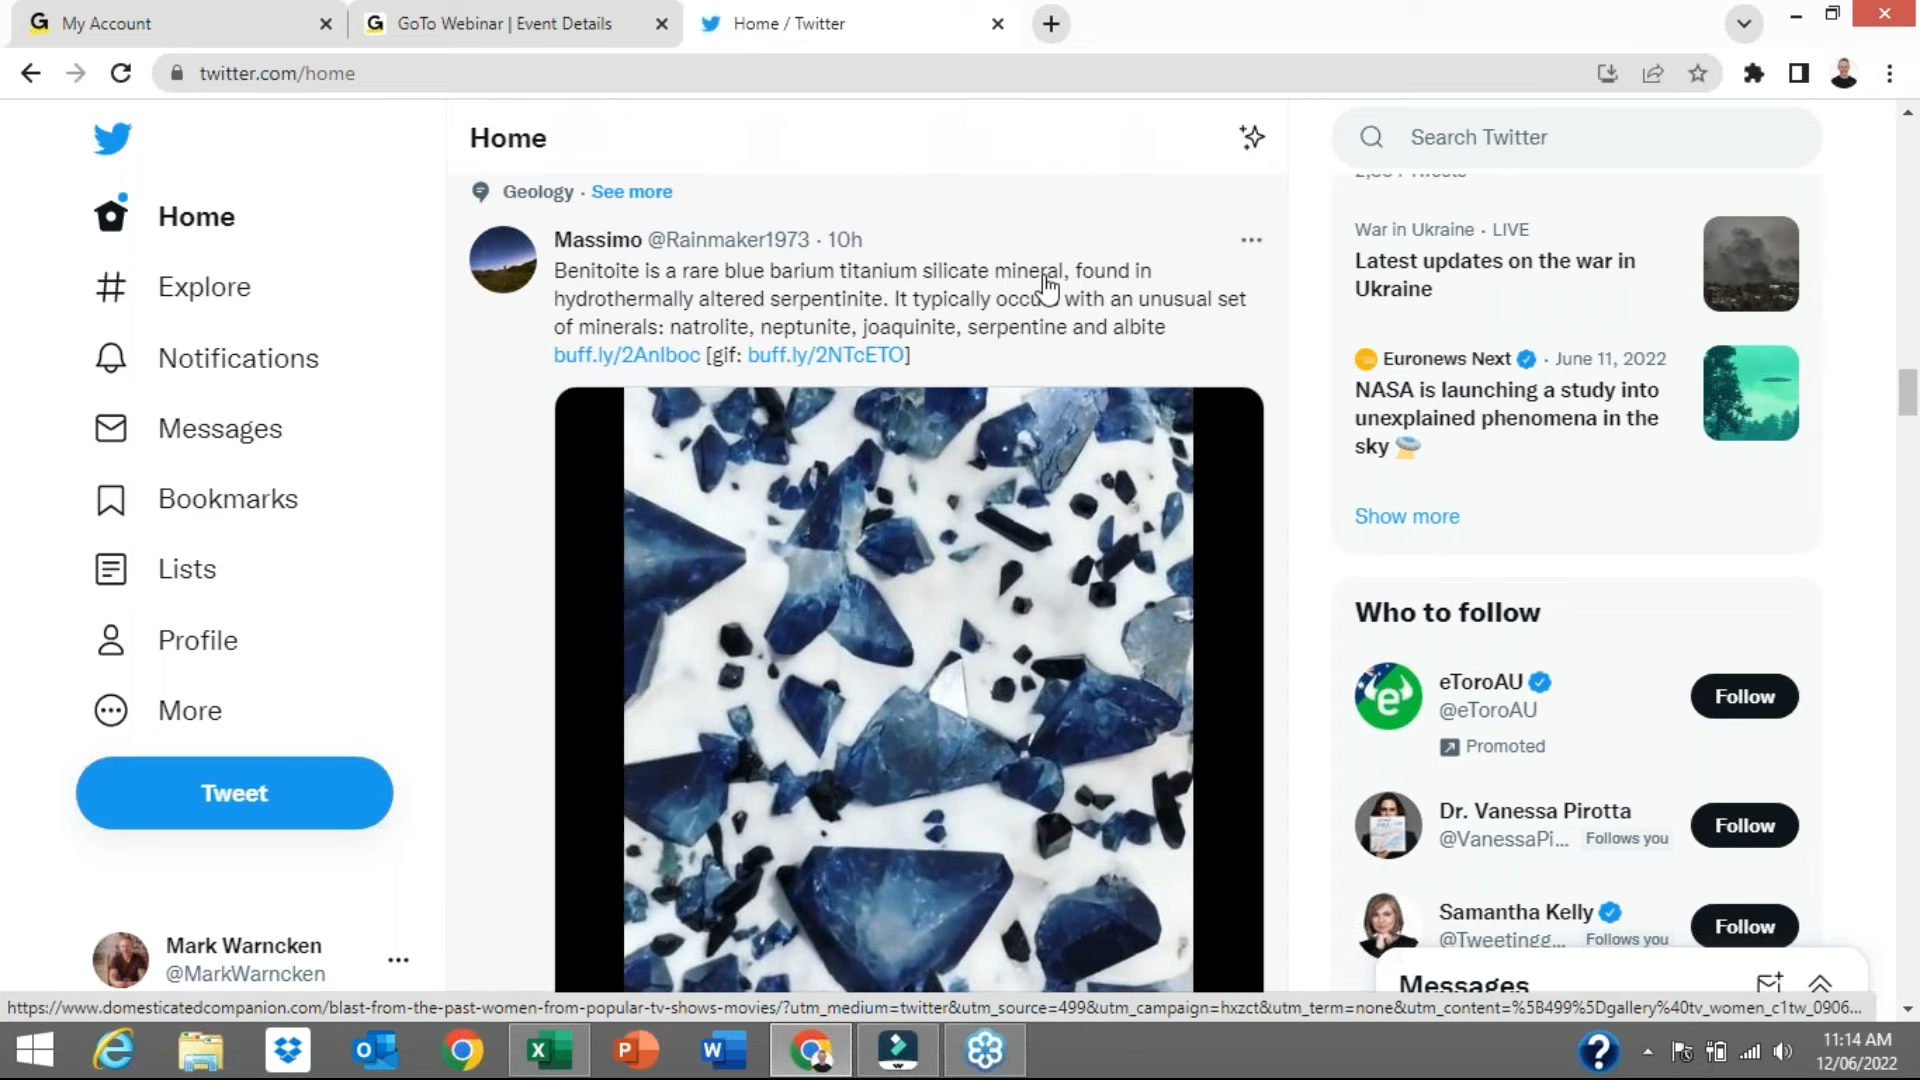 My Account
GoTo Webinar | Event Details
Home / Twitter
twitter.com/home
Home
Explore
Notifications
Messages
Bookmarks
Lists
Profile
More
Tweet
Mark Warncken
@MarkWarncken
Home
Geology · See more
Massimo @Rainmaker1973 · 10h
Benitoite is a rare blue barium titanium silicate mineral, found in
hydrothermally altered serpentinite. It typically with an unusual set
of minerals: natrolite, neptunite, joaquinite, serpentine and albite
buff.ly/2AnIboc [gif: buff.ly/2NTcETO]
Search Twitter
War in Ukraine · LIVE
Latest updates on the war in
Ukraine
Euronews Next · June 11, 2022
NASA is launching a study into
unexplained phenomena in the
sky
Show more
Who to follow
eToroAU
@eToroAU
Promoted
Follow
Dr. Vanessa Pirotta
@VanessaPi... Follows you
Follow
Samantha Kelly
@Tweetingg... Follows you
Follow
Messages
https://www.domesticatedcompanion.com/blast-from-the-past-women-from-popular-tv-shows-movies/?utm_medium=twitter&utm_source=499&utm_campaign=hxzct&utm_term=none&utm_content=%5B499%5Dgallery%40tv_women_c1tw_0906...
11:14 AM
12/06/2022